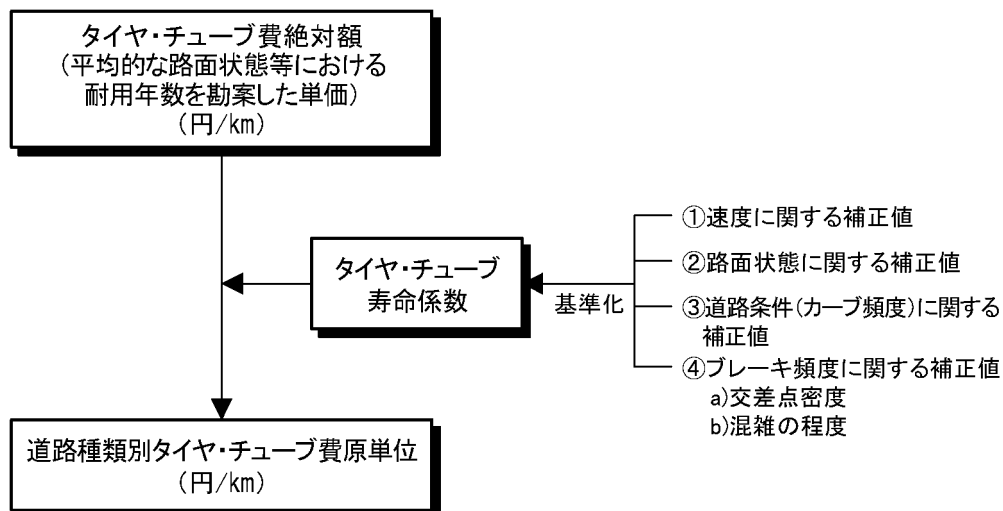 タイヤ・チューブ費絶対額
（平均的な路面状態等における
耐用年数を勘案した単価）
（円/km）
①速度に関する補正値
②路面状態に関する補正値
③道路条件（カーブ頻度）に関する
補正値
④ブレーキ頻度に関する補正値
a)交差点密度
b)混雑の程度
基準化
タイヤ・チューブ
寿命係数
道路種類別タイヤ・チューブ費原単位
（円/km）